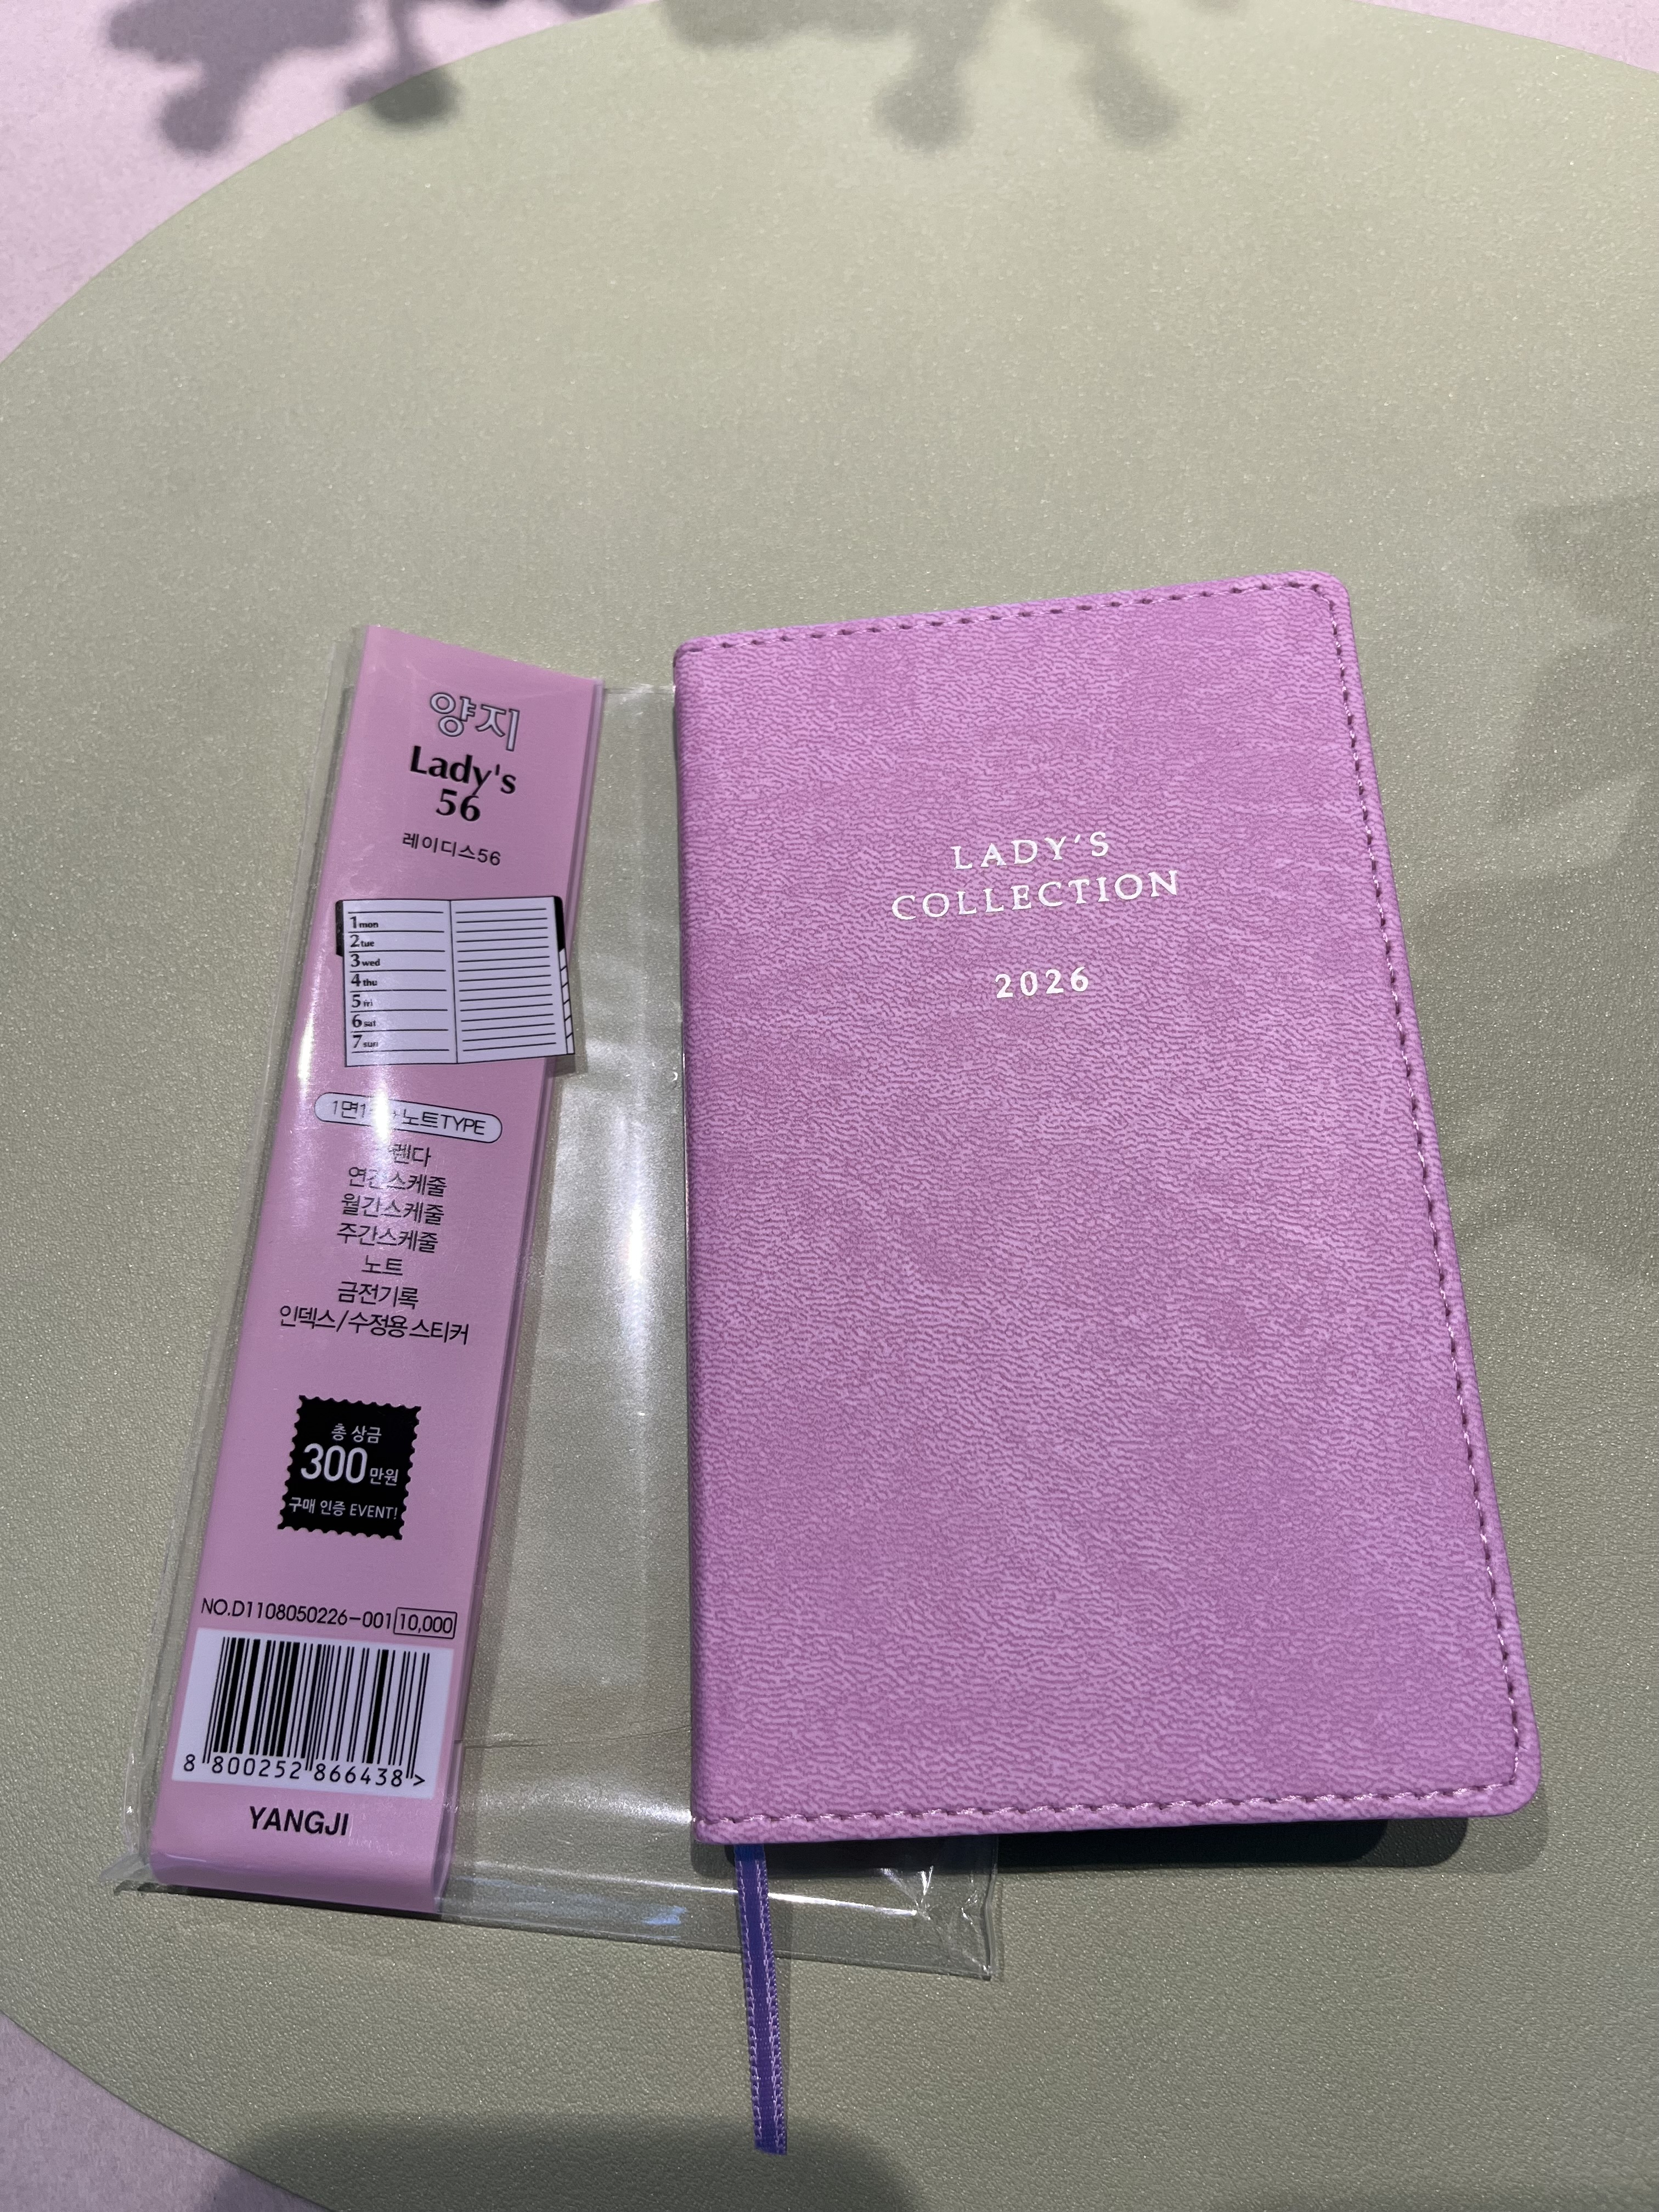 양지
Lady's
56
레이디스56
1 mon
2 tue
3 wed
4 thu
5 fri
6 sat
7 sun
노트TYPE
연간스케줄
월간스케줄
주간스케줄
노트
금전기록
인덱스/수정용 스티커
총 상금
300만원
구매 인증 EVENT!
NO.D1108050226-001 10,000
8 800252 866438 >
YANGJI
LADY'S
COLLECTION
2026